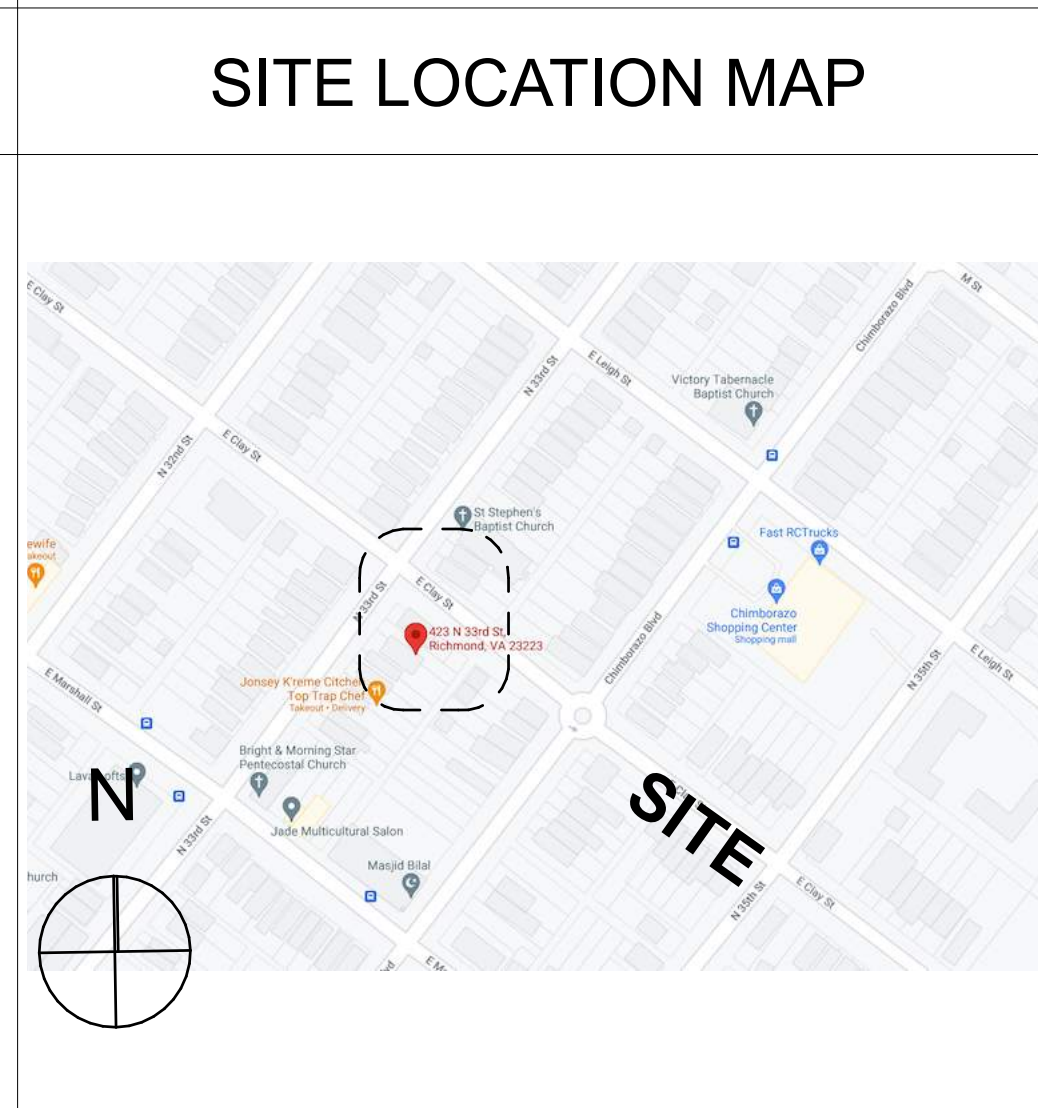 SITE LOCATION MAP
E Clay St
M St
Chimborazo Blvd
N 33rd St
E Leigh St
Victory Tabernacle
Baptist Church
E Clay St
N 32nd St
St Stephen's
Baptist Church
Fast RCTrucks
ewife
akeout
E Clay St
N 33rd St
Chimborazo
Shopping Center
Shopping mall
423 N 33rd St,
Richmond, VA 23223
Chimborazo Blvd
E Leigh St
N 35th St
E Marshall St
Jonsey K'reme Citchen
Top Trap Chef
Takeout • Delivery
Bright & Morning Star
Pentecostal Church
Lava Lofts
N
SITE
Jade Multicultural Salon
N 33rd St
Masjid Bilal
hurch
E Clay St
N 35th St
vd